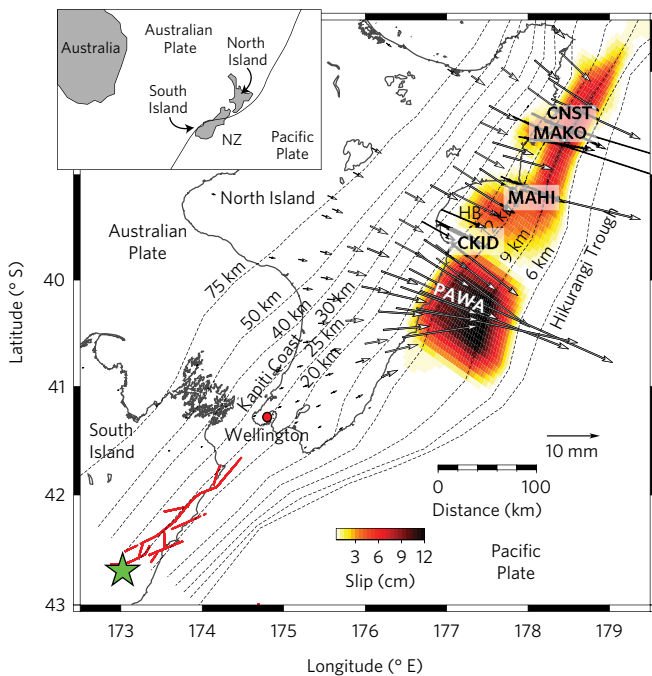 Australia
Australian
Plate
North
Island
South
Island
NZ
Pacific
Plate
CNST
MAKO
North Island
MAHI
HB
Australian
Plate
CKID
9 km
6 km
Hikurangi Trough
PAWA
75 km
50 km
40 km
30 km
25 km
20 km
Kapiti Coast
Wellington
South
Island
10 mm
0
100
Distance (km)
3
6
9
12
Slip (cm)
Pacific
Plate
40
41
42
43
Latitude (° S)
173
174
175
176
177
178
179
Longitude (° E)